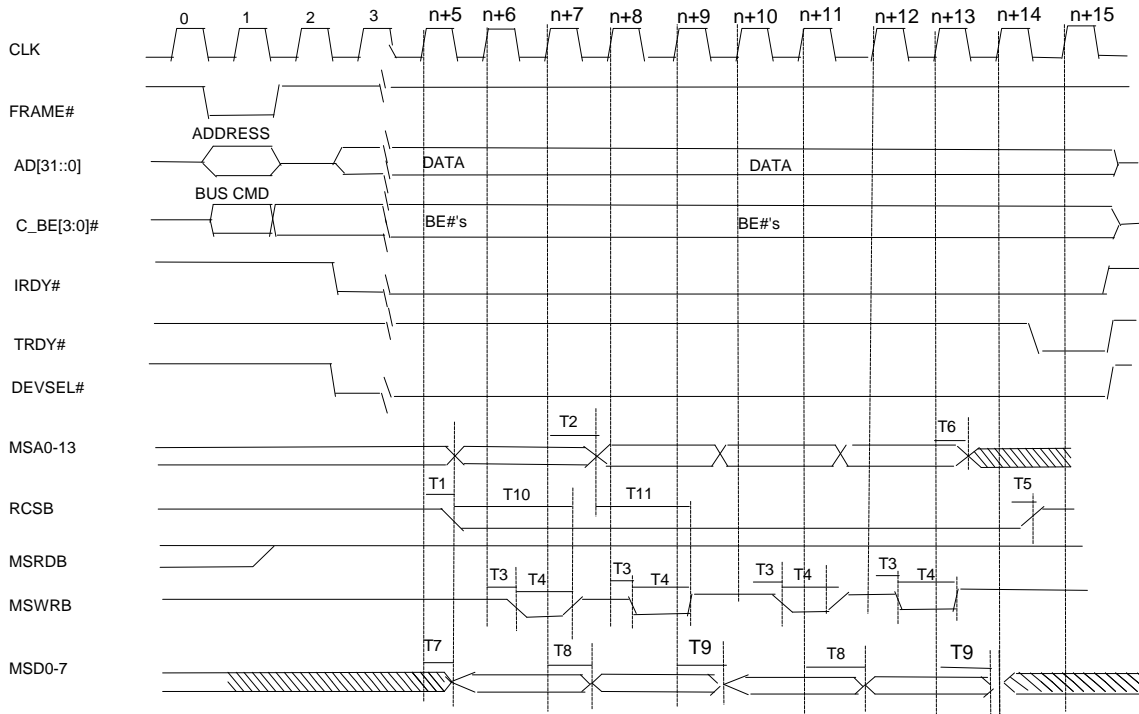 0 1 2 3 n+5 n+6 n+7 n+8 n+9 n+10 n+11 n+12 n+13 n+14 n+15
CLK
FRAME#
ADDRESS
AD[31::0] DATA DATA
BUS CMD
C_BE[3:0]# BE#'s BE#'s
IRDY#
TRDY#
DEVSEL#
T2 T6
MSA0-13
T1 T10 T11 T5
RCSB
MSRDB
T3 T4 T3 T4 T3 T4 T3 T4
MSWRB
T7 T8 T9 T8 T9
MSD0-7